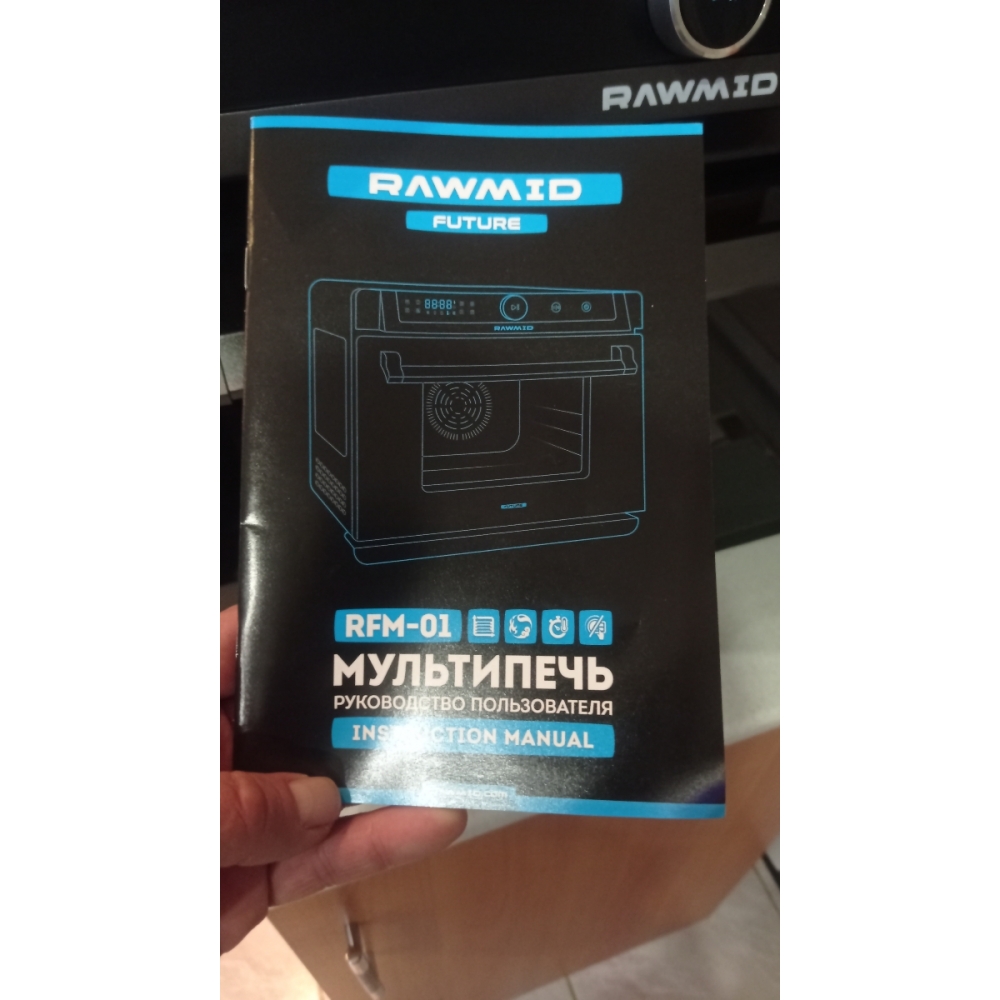 RAWMID
RAWMID
FUTURE
8888
RAWMID
RFM-01
МУЛЬТИПЕЧЬ
РУКОВОДСТВО ПОЛЬЗОВАТЕЛЯ
INSTRUCTION MANUAL